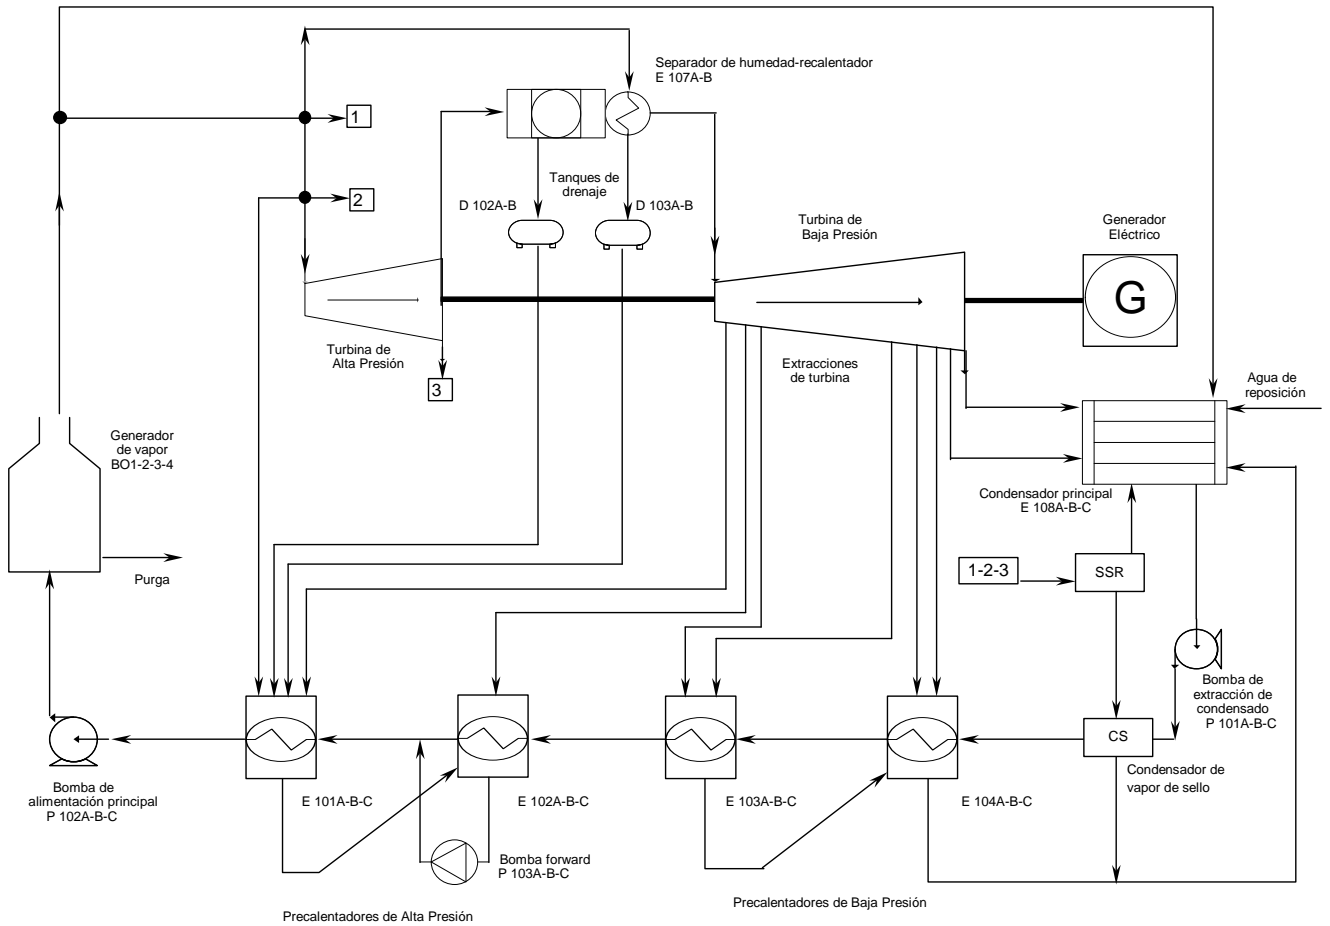 Separador de humedad-recalentador
E 107A-B
1
2
Tanques de
drenaje
D 102A-B
D 103A-B
Turbina de
Baja Presión
Generador
Eléctrico
G
Turbina de
Alta Presión
3
Extracciones
de turbina
Agua de
reposición
Generador
de vapor
BO1-2-3-4
Condensador principal
E 108A-B-C
Purga
1-2-3
SSR
Bomba de
extracción de
condensado
P 101A-B-C
CS
Condensador de
vapor de sello
Bomba de
alimentación principal
P 102A-B-C
E 101A-B-C
E 102A-B-C
E 103A-B-C
E 104A-B-C
Bomba forward
P 103A-B-C
Precalentadores de Alta Presión
Precalentadores de Baja Presión